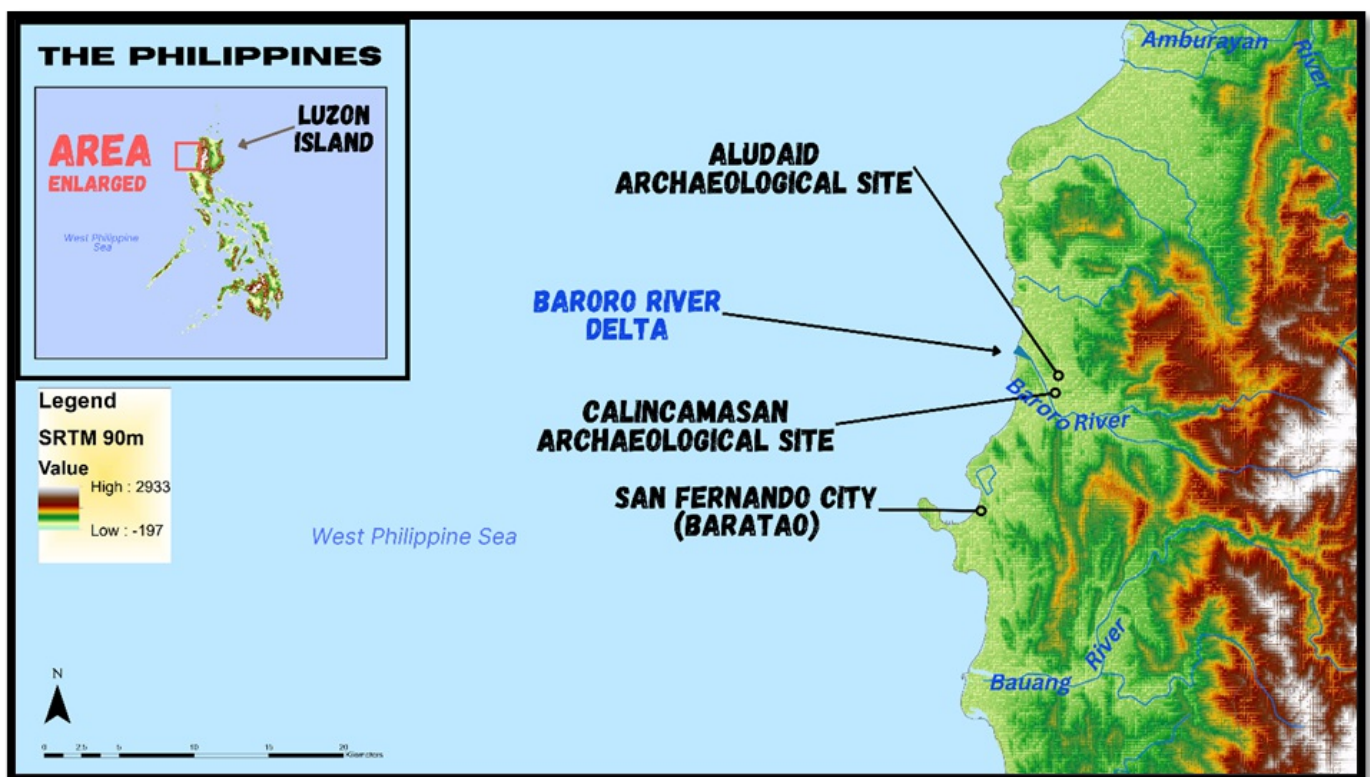 THE PHILIPPINES
LUZON
ISLAND
AREA
ENLARGED
West Philippine
Sea
Legend
SRTM 90m
Value
High : 2933
Low : -197
N
0 2.5 5 10 15 20
Kilometers
West Philippine Sea
Amburayan River
ALUDAID
ARCHAEOLOGICAL SITE
BARORO RIVER
DELTA
Baroro River
CALINCAMASAN
ARCHAEOLOGICAL SITE
SAN FERNANDO CITY
(BARATAO)
Bauang River